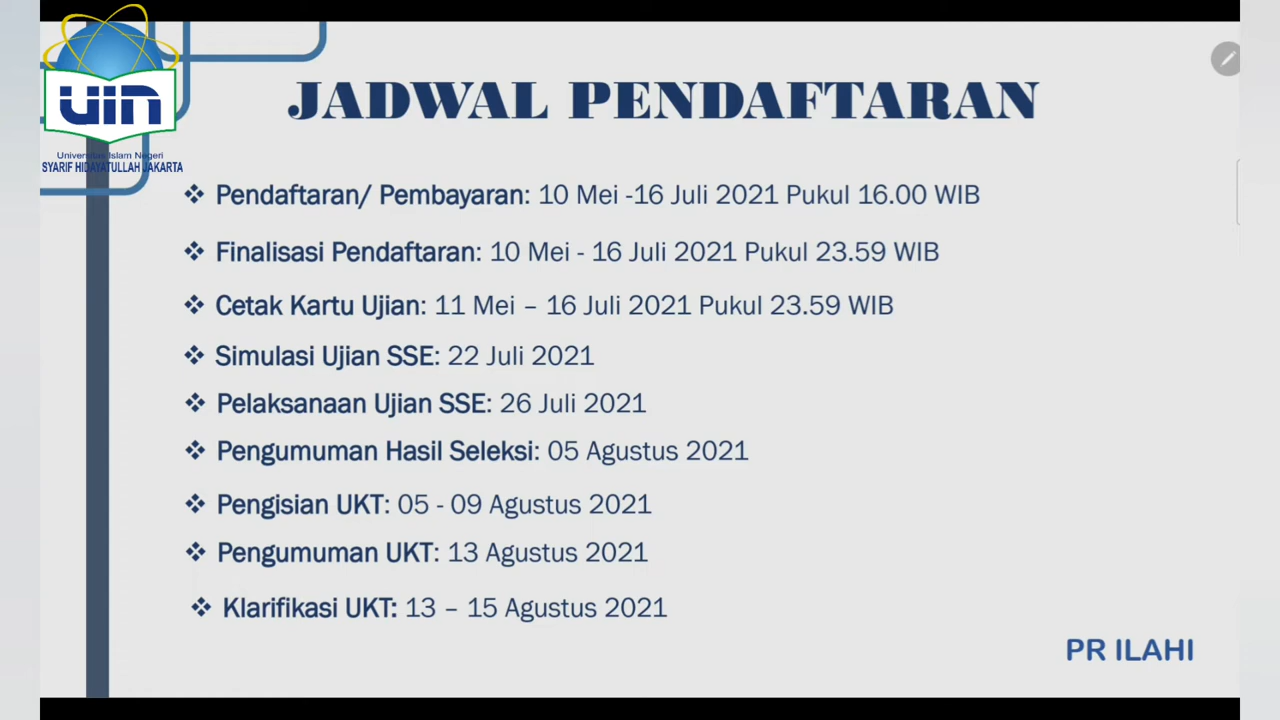 uin
Universitas Islam Negeri
SYARIF HIDAYATULLAH JAKARTA
JADWAL PENDAFTARAN
❖ Pendaftaran/ Pembayaran: 10 Mei -16 Juli 2021 Pukul 16.00 WIB
❖ Finalisasi Pendaftaran: 10 Mei - 16 Juli 2021 Pukul 23.59 WIB
❖ Cetak Kartu Ujian: 11 Mei – 16 Juli 2021 Pukul 23.59 WIB
❖ Simulasi Ujian SSE: 22 Juli 2021
❖ Pelaksanaan Ujian SSE: 26 Juli 2021
❖ Pengumuman Hasil Seleksi: 05 Agustus 2021
❖ Pengisian UKT: 05 - 09 Agustus 2021
❖ Pengumuman UKT: 13 Agustus 2021
❖ Klarifikasi UKT: 13 – 15 Agustus 2021
PR ILAHI